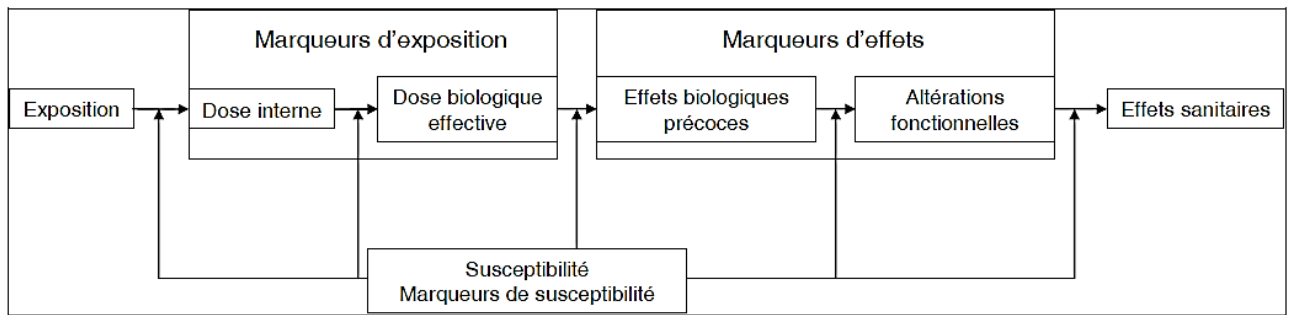 Marqueurs d'exposition
Marqueurs d'effets
Exposition
Dose interne
Dose biologique
effective
Effets biologiques
précoces
Altérations
fonctionnelles
Effets sanitaires
Susceptibilité
Marqueurs de susceptibilité